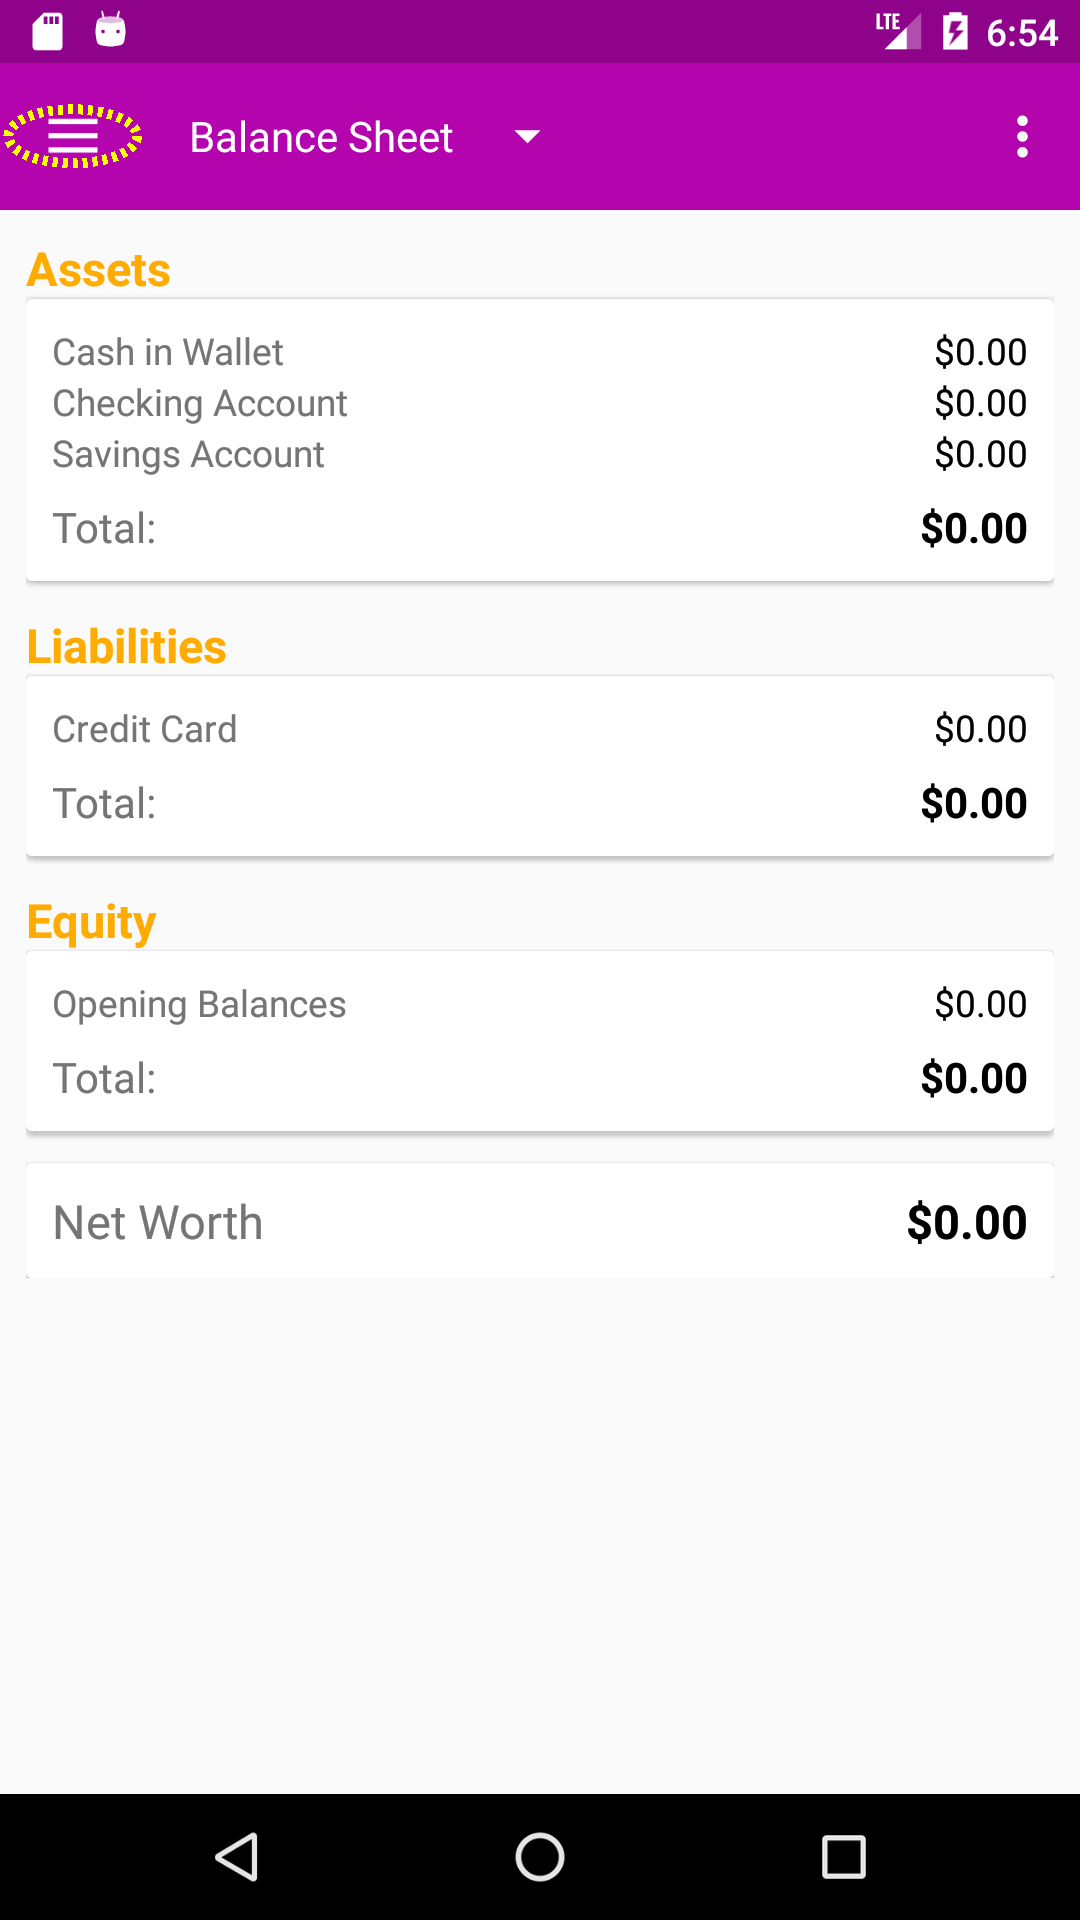 LTE 6:54
Balance Sheet
Assets
Cash in Wallet $0.00
Checking Account $0.00
Savings Account $0.00
Total: $0.00
Liabilities
Credit Card $0.00
Total: $0.00
Equity
Opening Balances $0.00
Total: $0.00
Net Worth $0.00